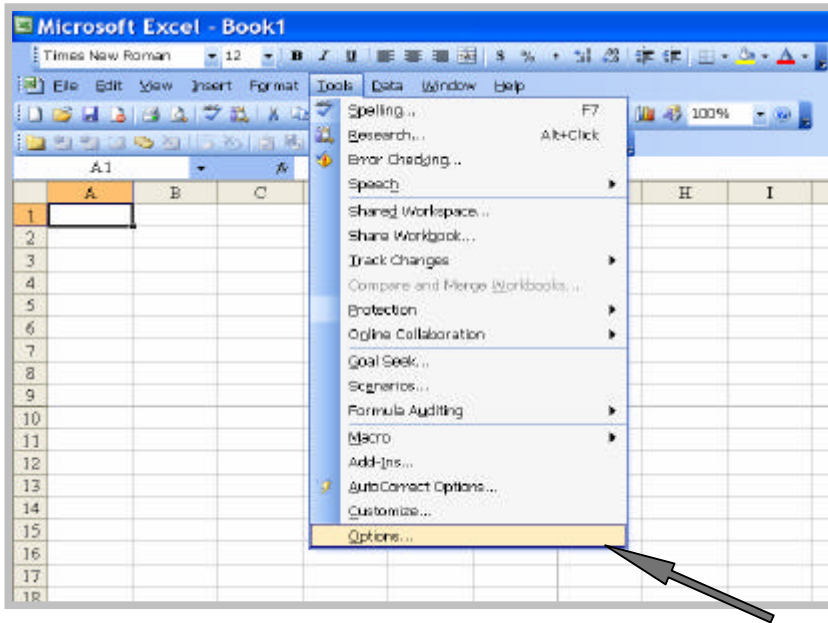 Microsoft Excel - Book1
Times New Roman 12 B I U $ %
File Edit View Insert Format Tools Data Window Help
100%
A1 fx
A B C H I
1
2
3
4
5
6
7
8
9
10
11
12
13
14
15
16
17
18
Spelling... F7
Research... Alt+Click
Error Checking...
Speech
Shared Workspace...
Share Workbook...
Track Changes
Compare and Merge Workbooks...
Protection
Online Collaboration
Goal Seek...
Scenarios...
Formula Auditing
Macro
Add-Ins...
AutoCorrect Options...
Customize...
Options...